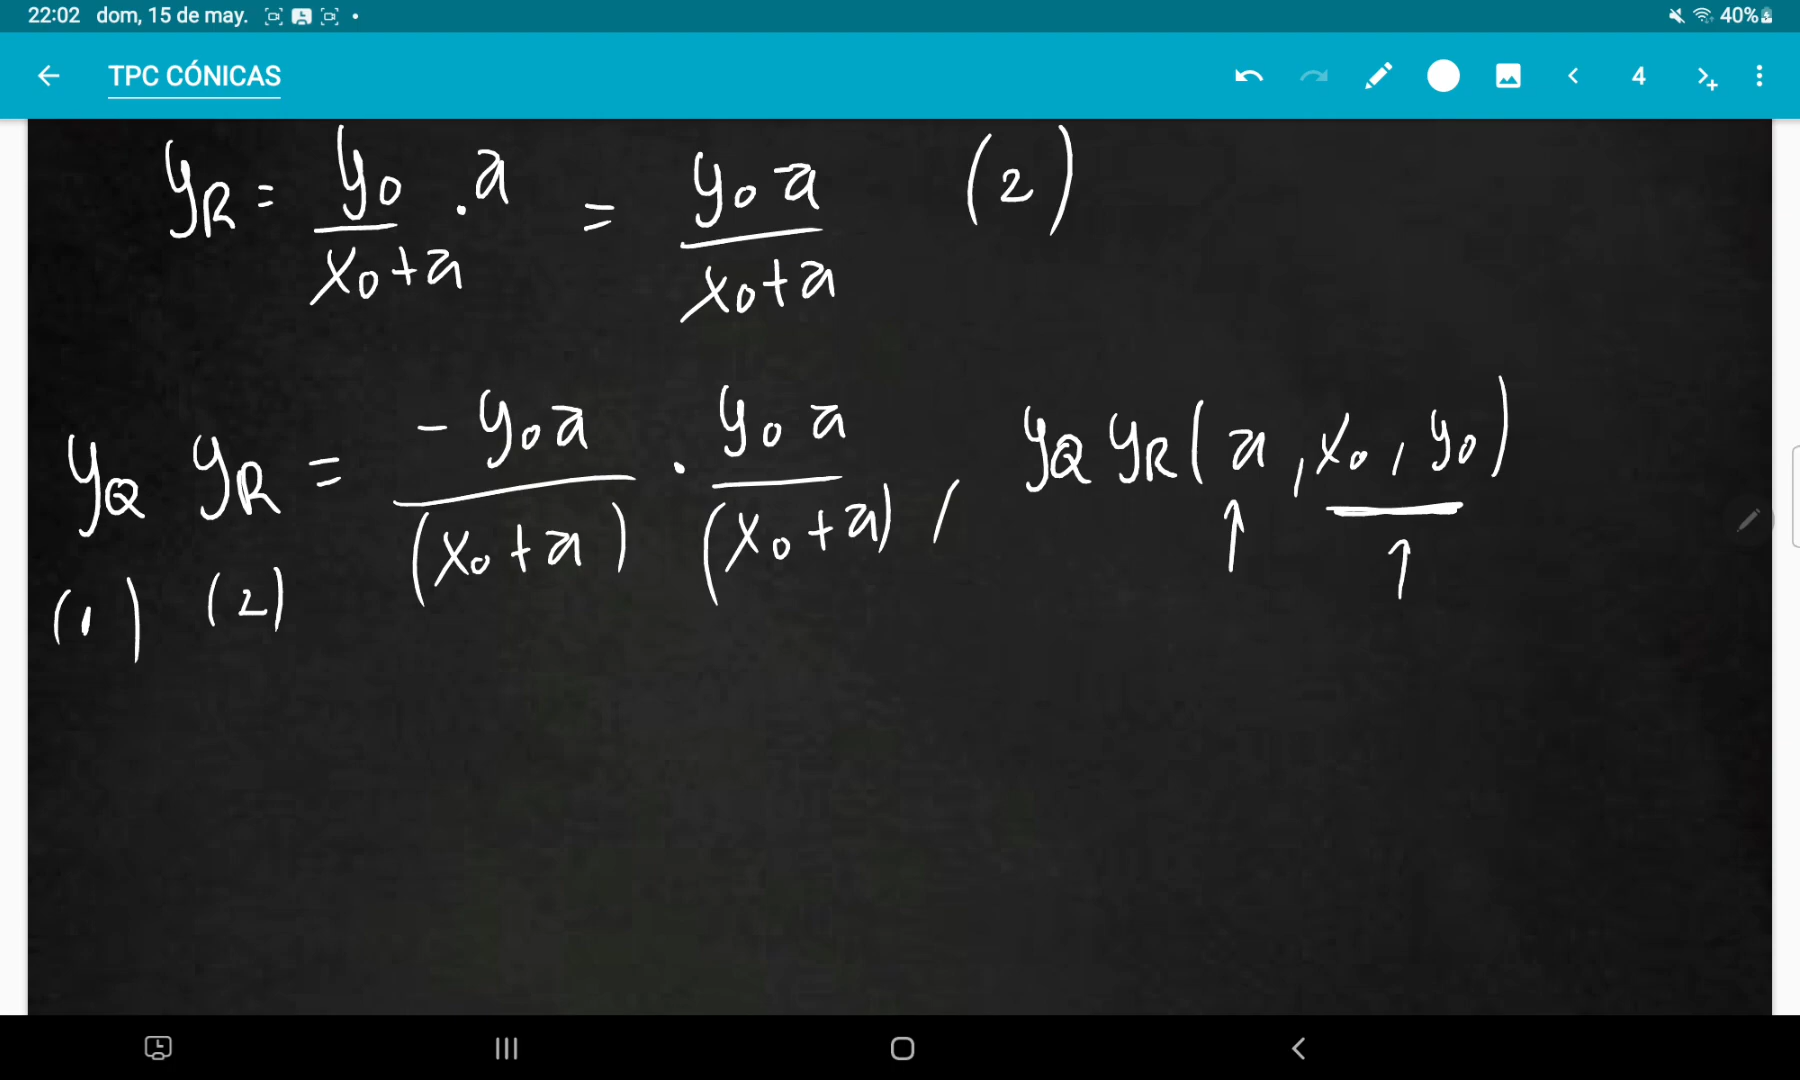 22:02 dom, 15 de may. 40%
TPC CÓNICAS 4
y_R = y_0/(x_0+a) · a = y_0 a/(x_0+a) (2)
y_Q y_R = -y_0 a/(x_0+a) · y_0 a/(x_0+a) / y_Q y_R (a, x_0, y_0)
(1) (2) ↑ ↑